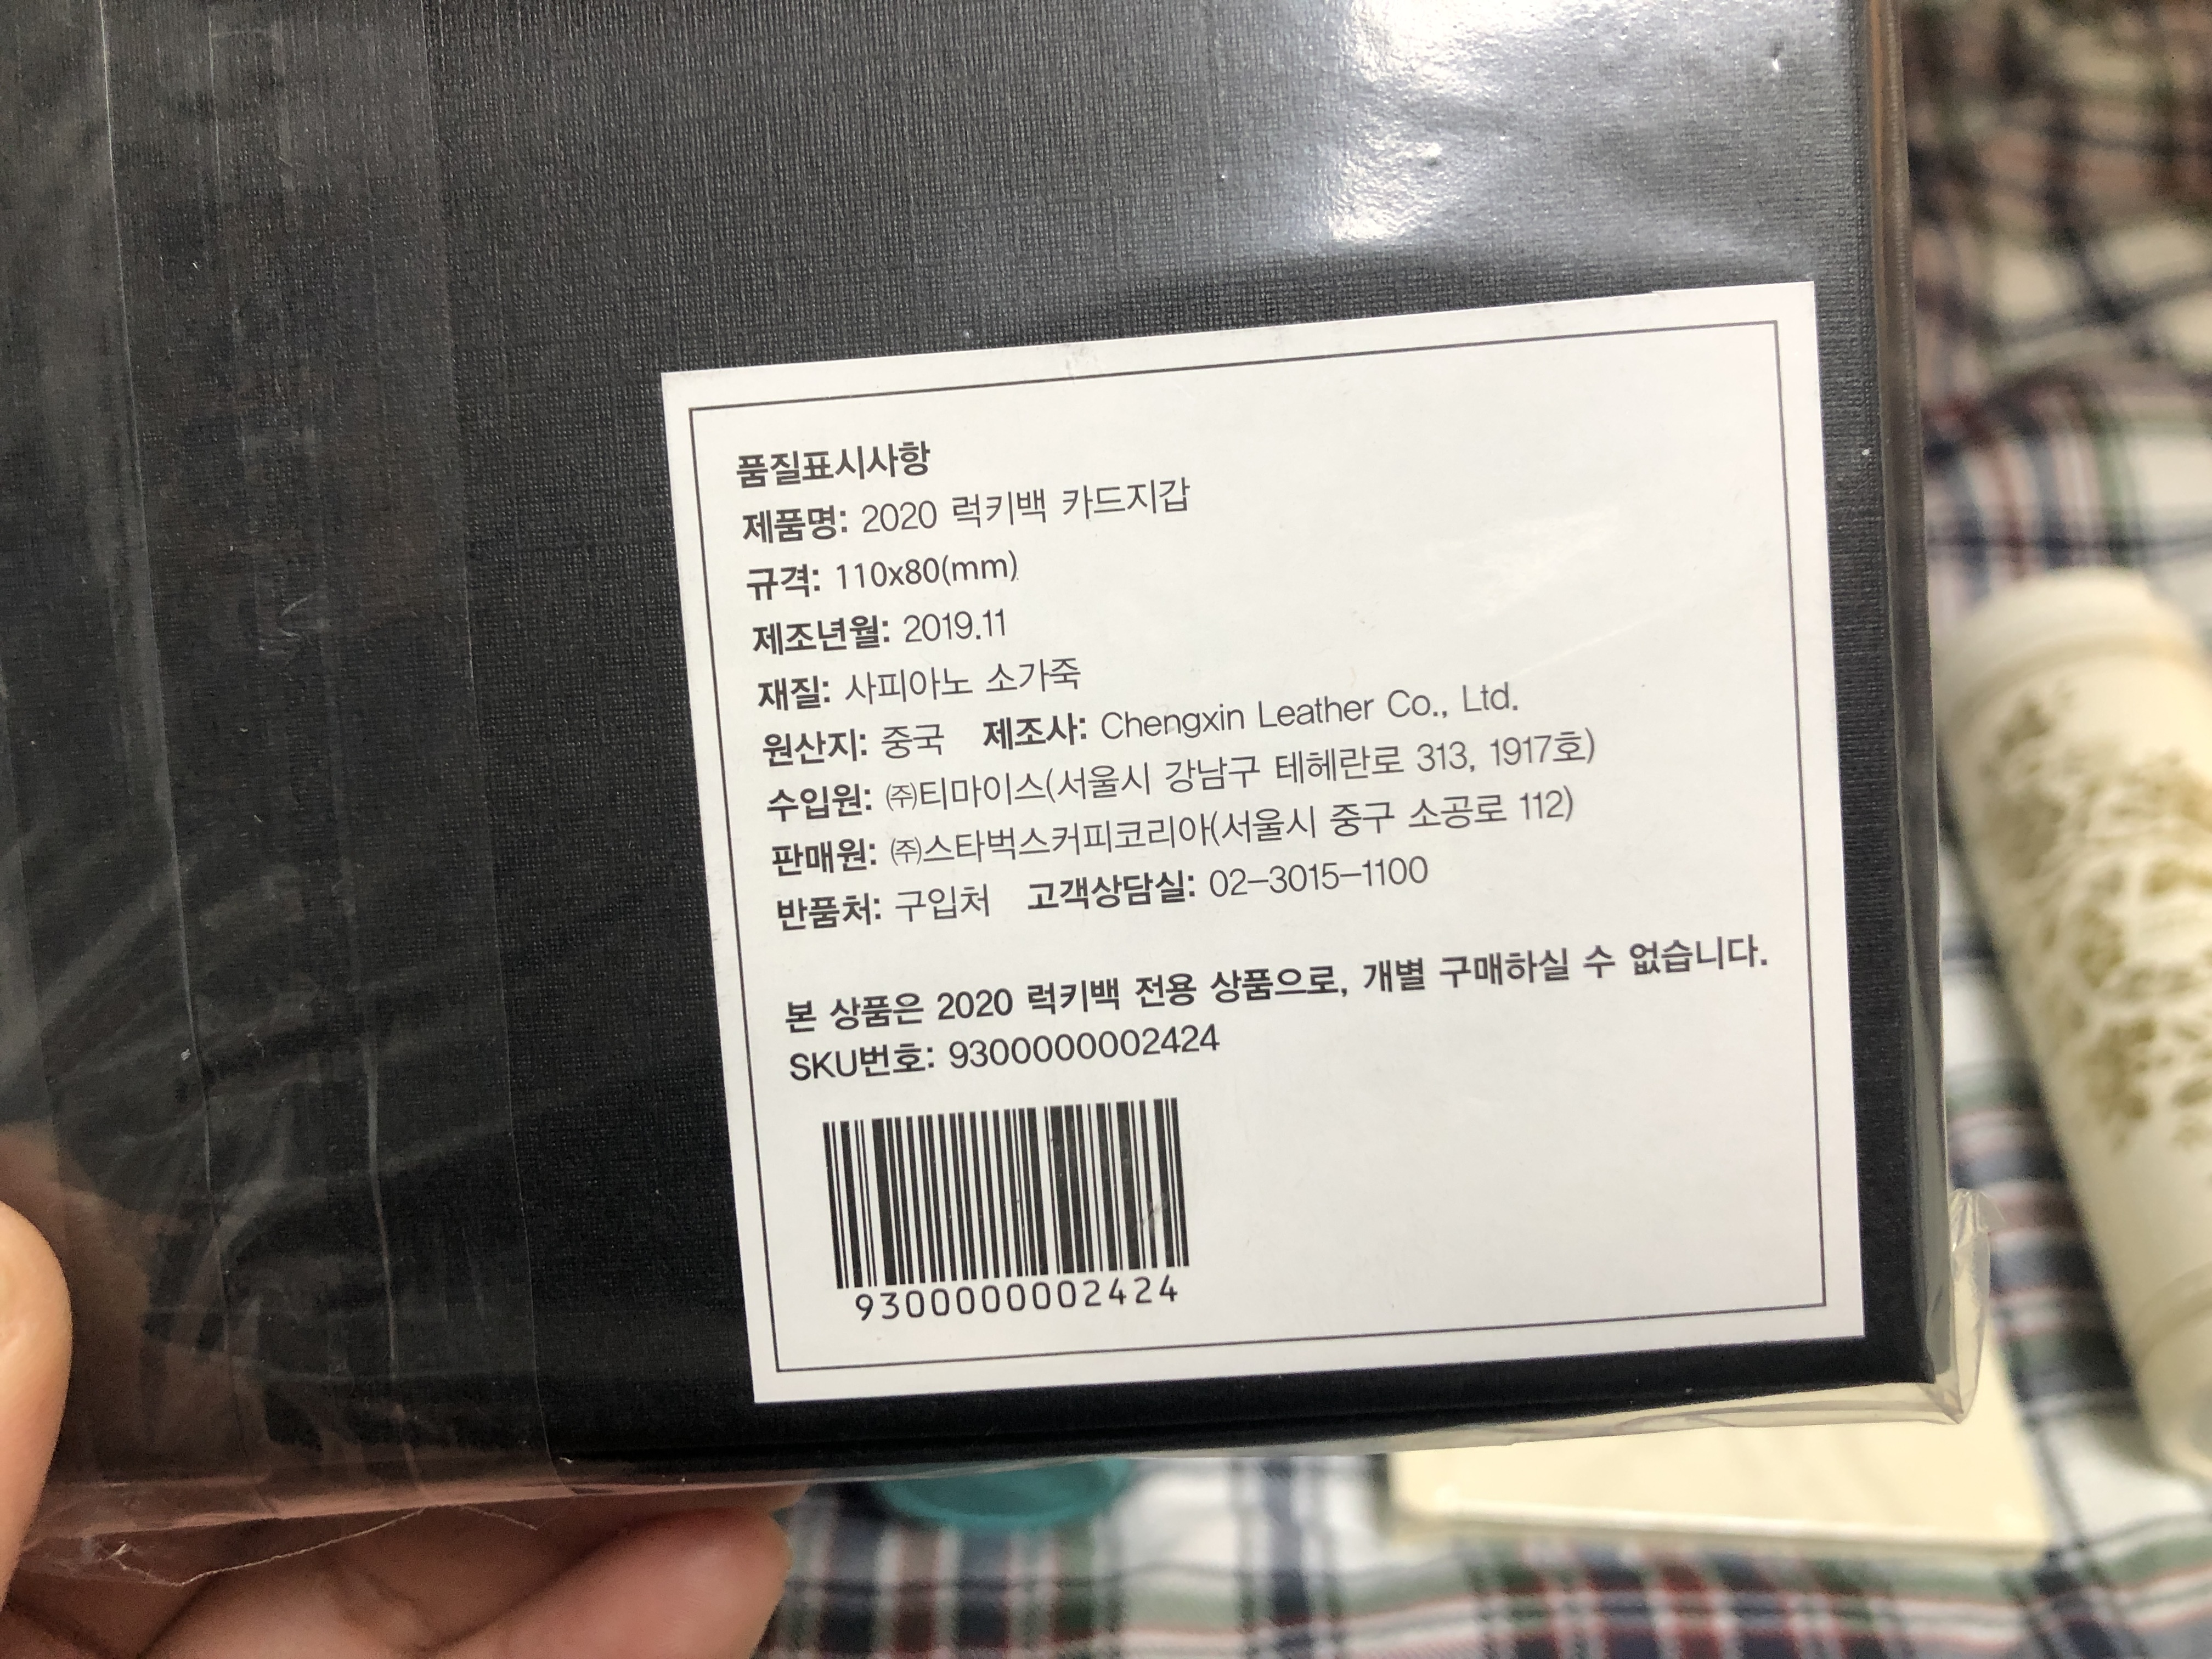 품질표시사항
제품명: 2020 럭키백 카드지갑
규격: 110x80(mm)
제조년월: 2019.11
재질: 사피아노 소가죽
원산지: 중국 제조사: Chengxin Leather Co., Ltd.
수입원: ㈜티마이스(서울시 강남구 테헤란로 313, 1917호)
판매원: ㈜스타벅스커피코리아(서울시 중구 소공로 112)
반품처: 구입처 고객상담실: 02-3015-1100
본 상품은 2020 럭키백 전용 상품으로, 개별 구매하실 수 없습니다.
SKU번호: 9300000002424
9300000002424